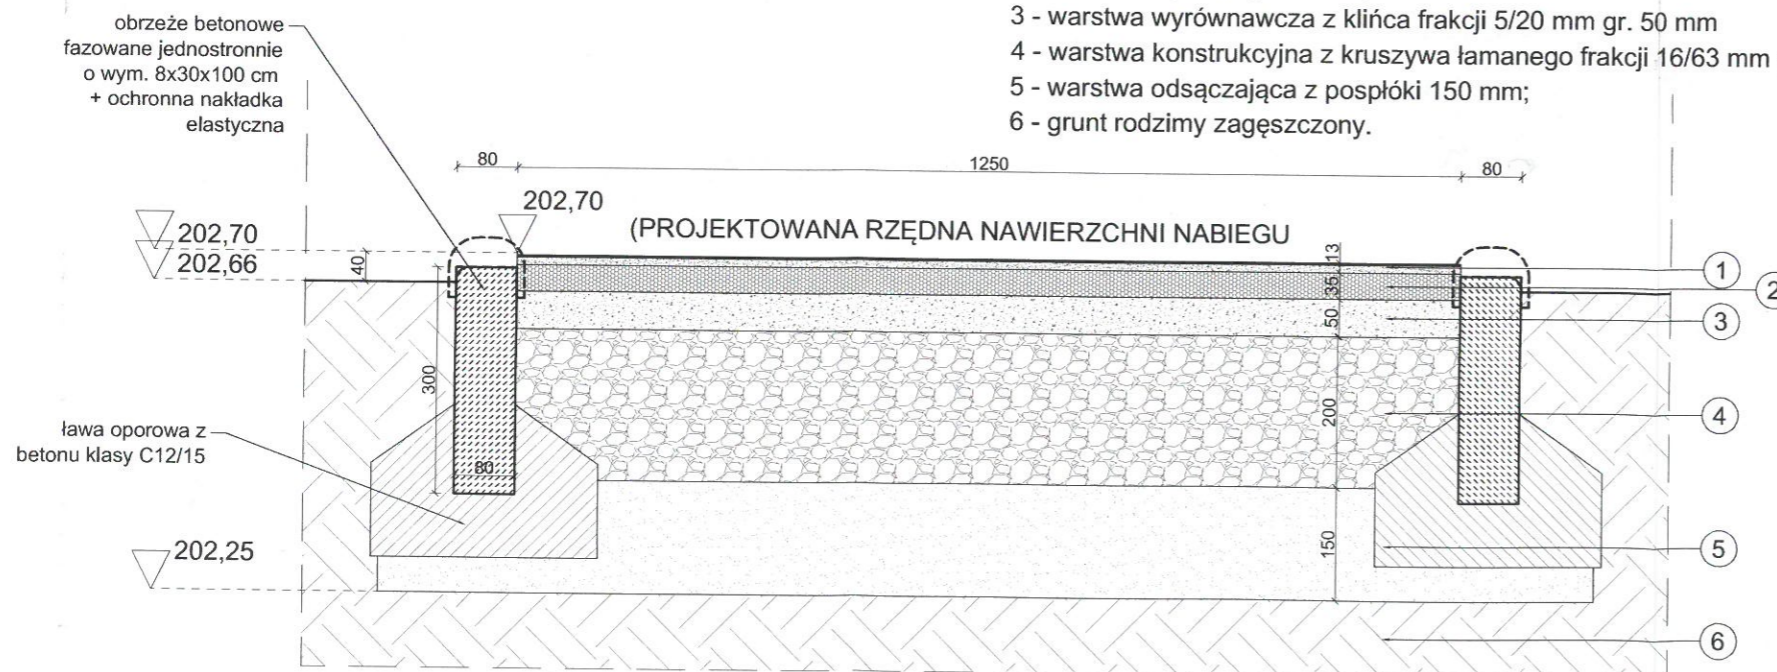 obrzeże betonowe
fazowane jednostronnie
o wym. 8x30x100 cm
+ ochronna nakładka
elastyczna
3 - warstwa wyrównawcza z klińca frakcji 5/20 mm gr. 50 mm
4 - warstwa konstrukcyjna z kruszywa łamanego frakcji 16/63 mm
5 - warstwa odsączająca z pospłóki 150 mm;
6 - grunt rodzimy zagęszczony.
80
1250
80
202,70
202,70
202,66
(PROJEKTOWANA RZĘDNA NAWIERZCHNI NABIEGU
40
13
35
50
200
150
300
80
1
2
3
4
5
6
ława oporowa z
betonu klasy C12/15
202,25